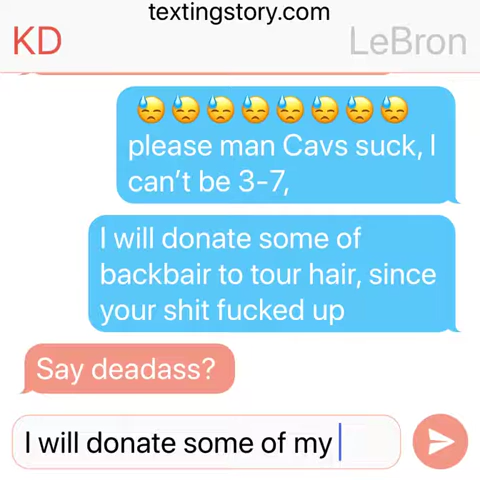 textingstory.com
KD LeBron
😓😓😓😓😓😓😓😓
please man Cavs suck, I
can't be 3-7,
I will donate some of
backbair to tour hair, since
your shit fucked up
Say deadass?
I will donate some of my